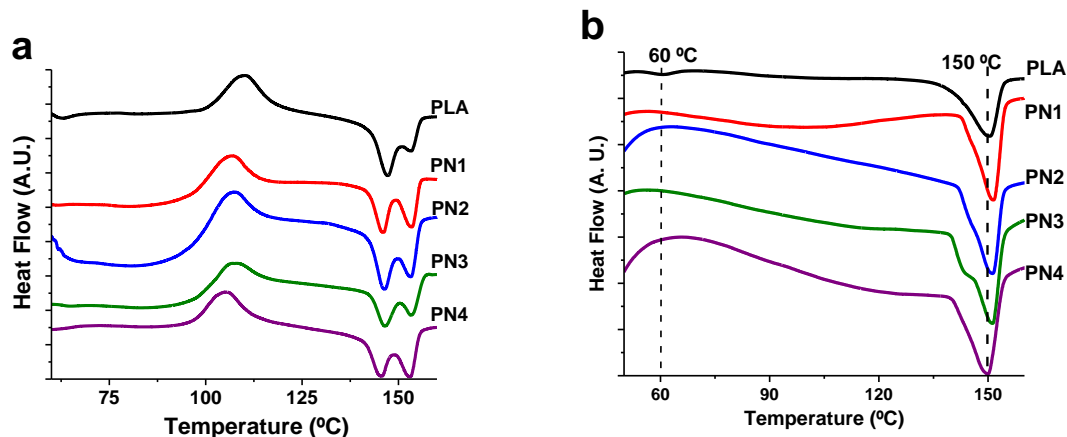 a
PLA
PN1
PN2
PN3
PN4
Heat Flow (A.U.)
75
100
125
150
Temperature (ºC)
b
60 ºC
150 ºC
PLA
PN1
PN2
PN3
PN4
Heat Flow (A. U.)
60
90
120
150
Temperature (ºC)